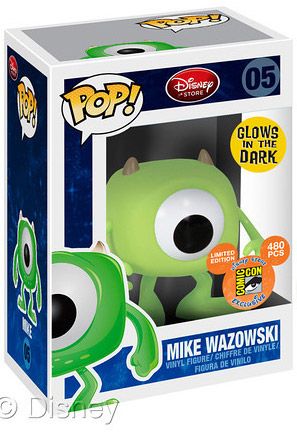 POP!
Disney
STORE
05
GLOWS
IN THE
DARK
LIMITED
EDITION
480
PCS
COMIC
CON
EXCLUSIVE
MIKE WAZOWSKI
VINYL FIGURE/ CHIFFRE DE VINYLE/
FIGURA DE VINILO
POP!
MIKE
05
© Disney